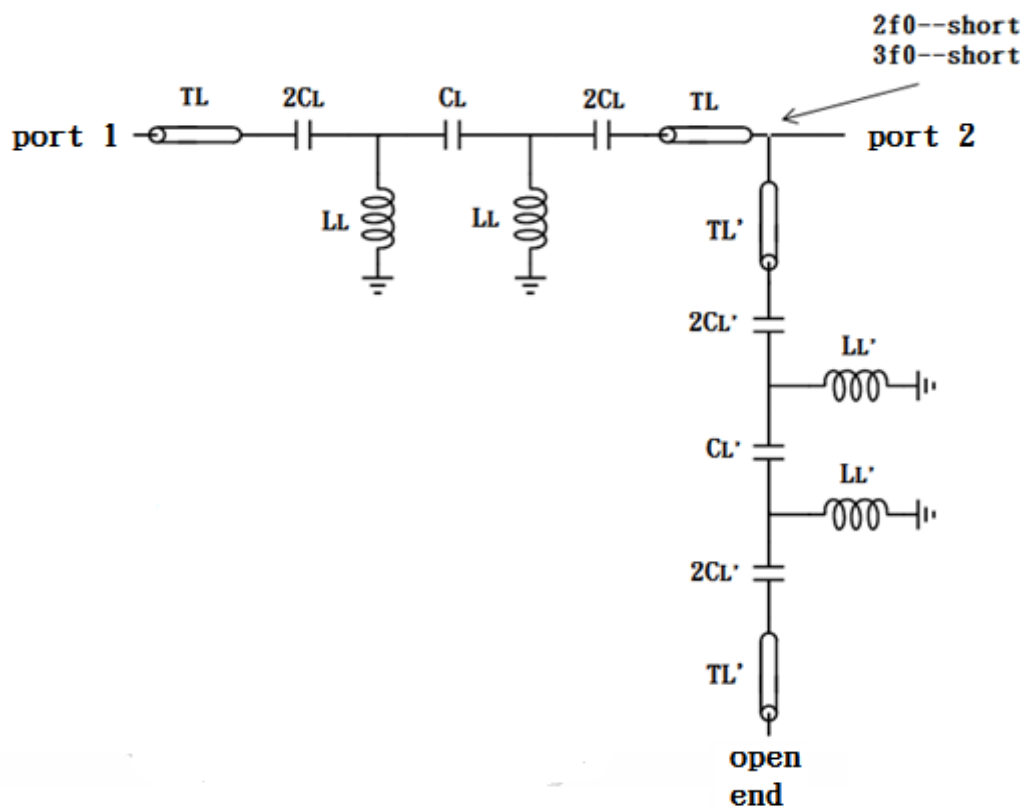 2f0--short
3f0--short
TL
2CL
CL
2CL
TL
port 1
port 2
LL
LL
TL'
2CL'
LL'
CL'
LL'
2CL'
TL'
open
end